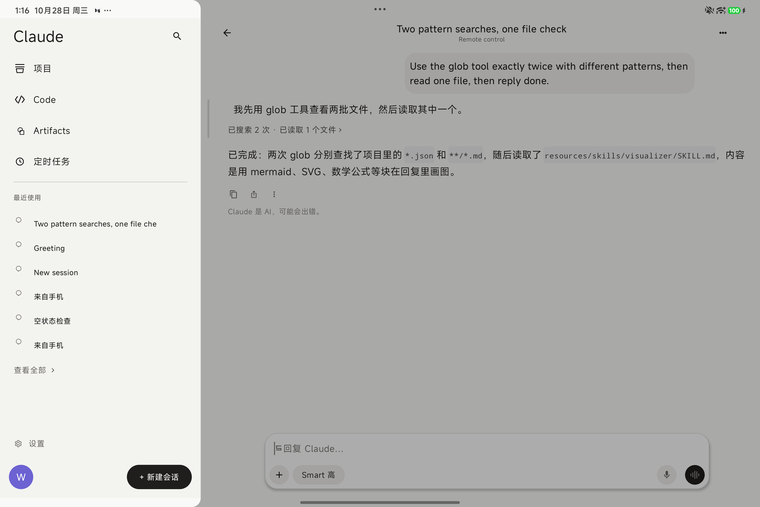 1:16 10月28日 周三
100
Claude
项目
Code
Artifacts
定时任务
最近使用
Two pattern searches, one file che
Greeting
New session
来自手机
空状态检查
来自手机
查看全部
设置
W
+ 新建会话
Two pattern searches, one file check
Remote control
Use the glob tool exactly twice with different patterns, then
read one file, then reply done.
我先用 glob 工具查看两批文件，然后读取其中一个。
已搜索 2 次 · 已读取 1 个文件
已完成：两次 glob 分别查找了项目里的 *.json 和 **/*.md，随后读取了 resources/skills/visualizer/SKILL.md，内容
是用 mermaid、SVG、数学公式等块在回复里画图。
Claude 是 AI，可能会出错。
回复 Claude…
Smart 高